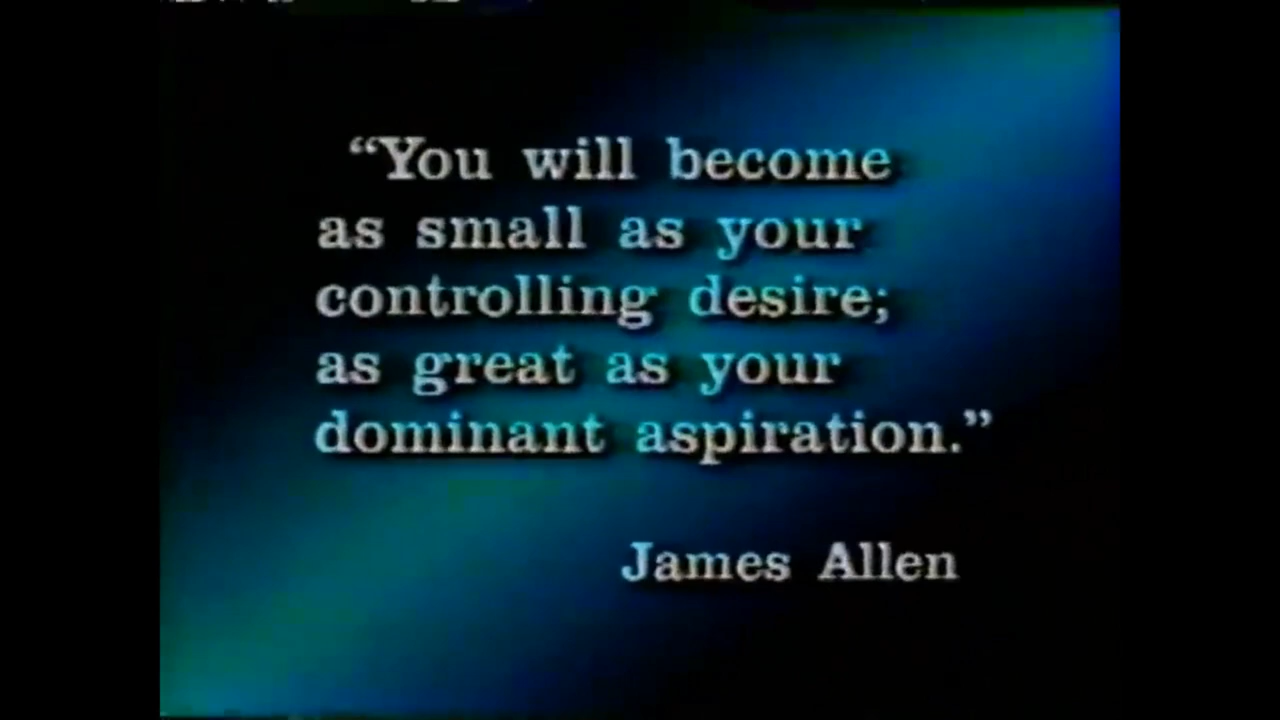 “You will become
as small as your
controlling desire;
as great as your
dominant aspiration.”
James Allen